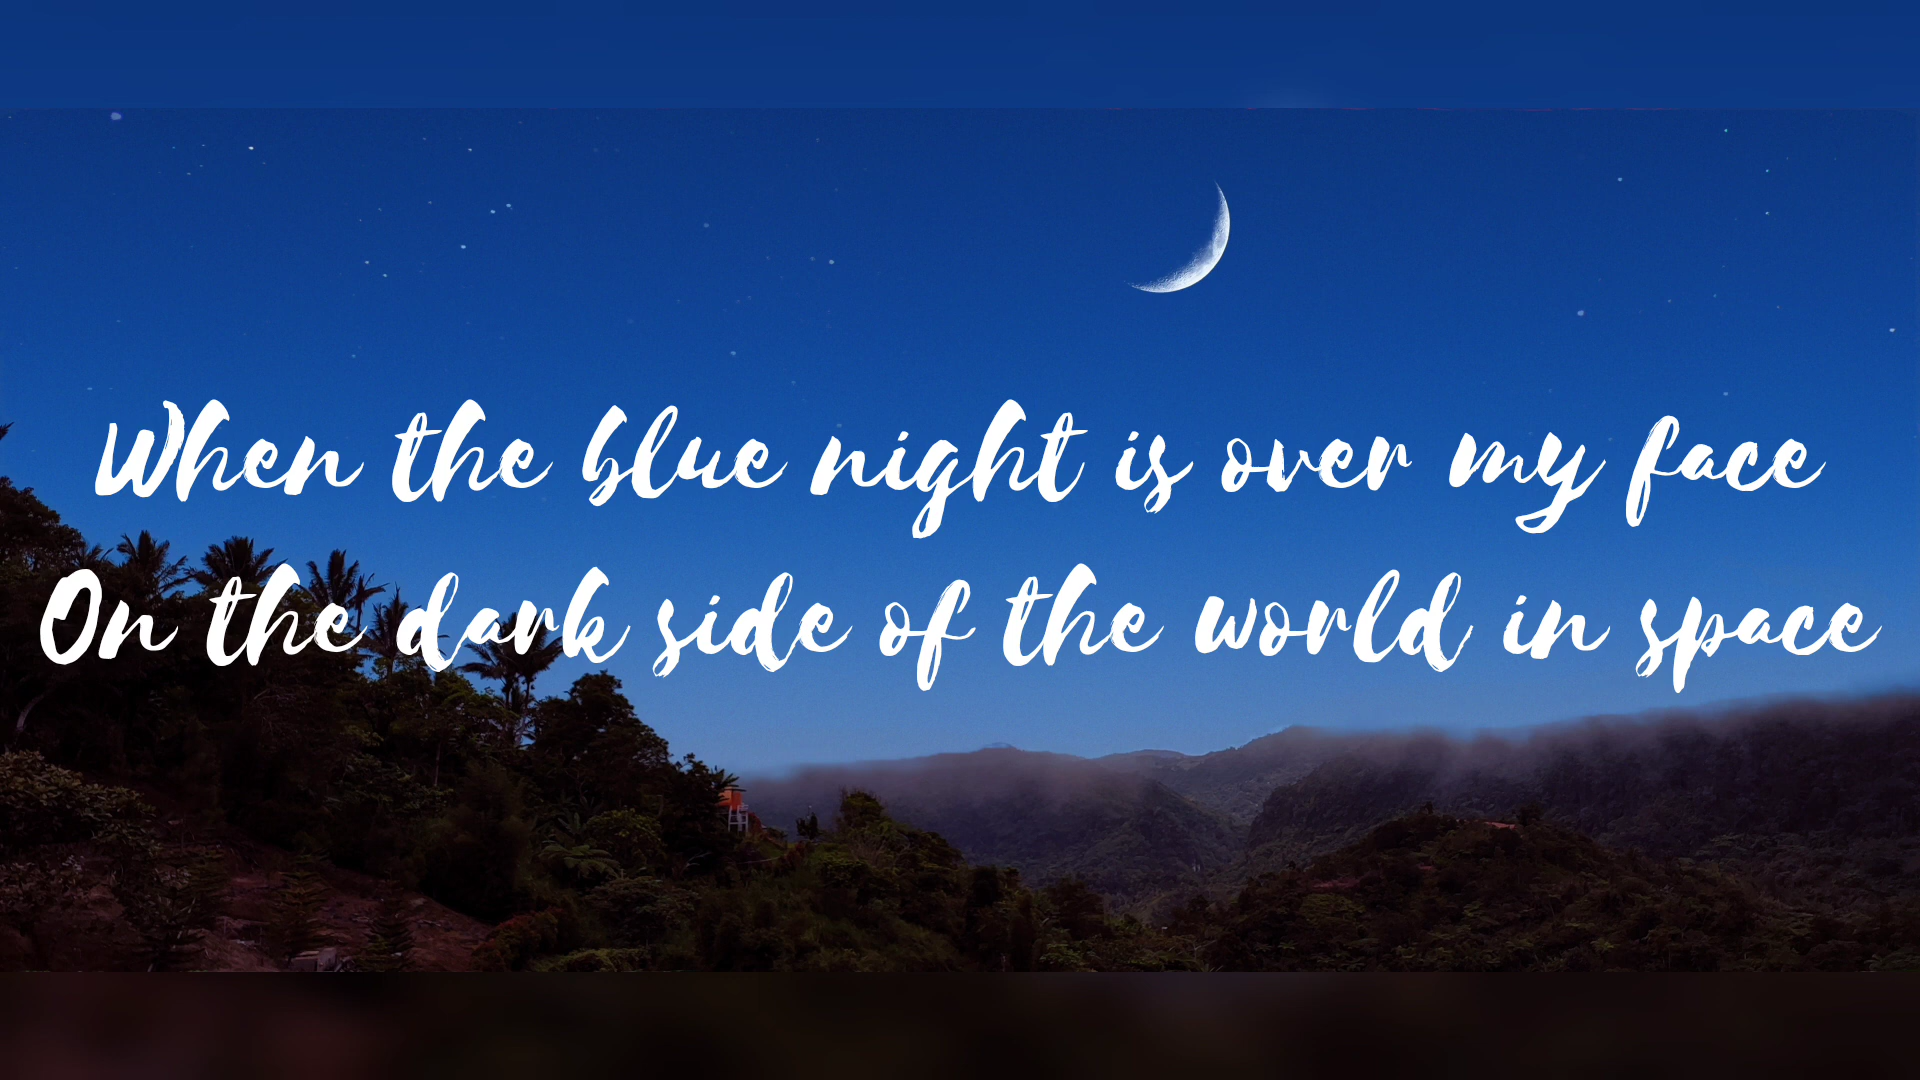 When the blue night is over my face
On the dark side of the world in space